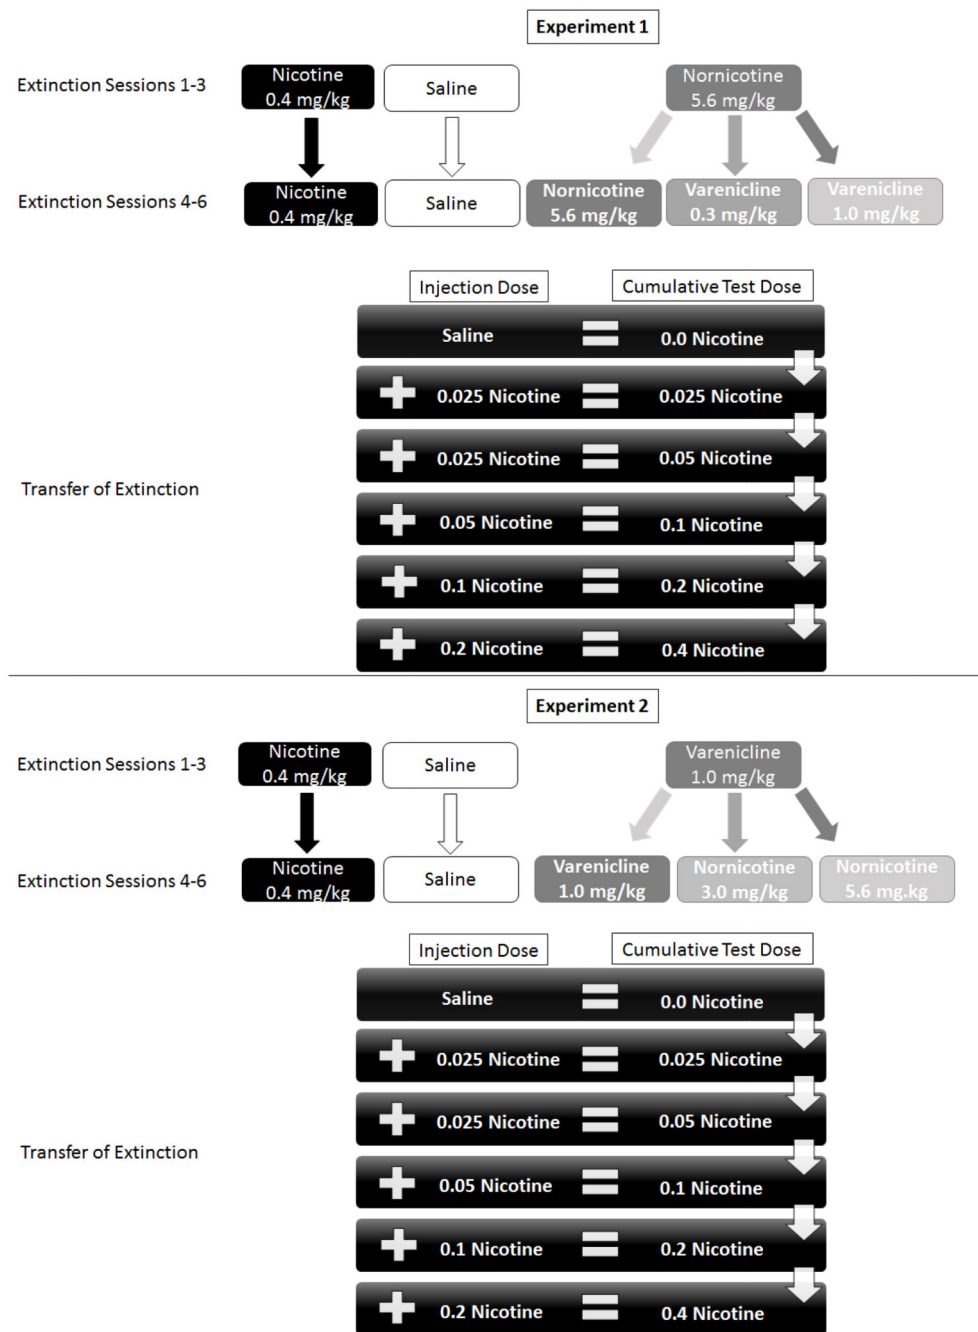 Experiment 1
Extinction Sessions 1-3
Nicotine
0.4 mg/kg
Saline
Nornicotine
5.6 mg/kg
Extinction Sessions 4-6
Nicotine
0.4 mg/kg
Saline
Nornicotine
5.6 mg/kg
Varenicline
0.3 mg/kg
Varenicline
1.0 mg/kg
Injection Dose
Cumulative Test Dose
Saline = 0.0 Nicotine
+ 0.025 Nicotine = 0.025 Nicotine
+ 0.025 Nicotine = 0.05 Nicotine
Transfer of Extinction
+ 0.05 Nicotine = 0.1 Nicotine
+ 0.1 Nicotine = 0.2 Nicotine
+ 0.2 Nicotine = 0.4 Nicotine
Experiment 2
Extinction Sessions 1-3
Nicotine
0.4 mg/kg
Saline
Varenicline
1.0 mg/kg
Extinction Sessions 4-6
Nicotine
0.4 mg/kg
Saline
Varenicline
1.0 mg/kg
Nornicotine
3.0 mg/kg
Nornicotine
5.6 mg.kg
Injection Dose
Cumulative Test Dose
Saline = 0.0 Nicotine
+ 0.025 Nicotine = 0.025 Nicotine
+ 0.025 Nicotine = 0.05 Nicotine
Transfer of Extinction
+ 0.05 Nicotine = 0.1 Nicotine
+ 0.1 Nicotine = 0.2 Nicotine
+ 0.2 Nicotine = 0.4 Nicotine